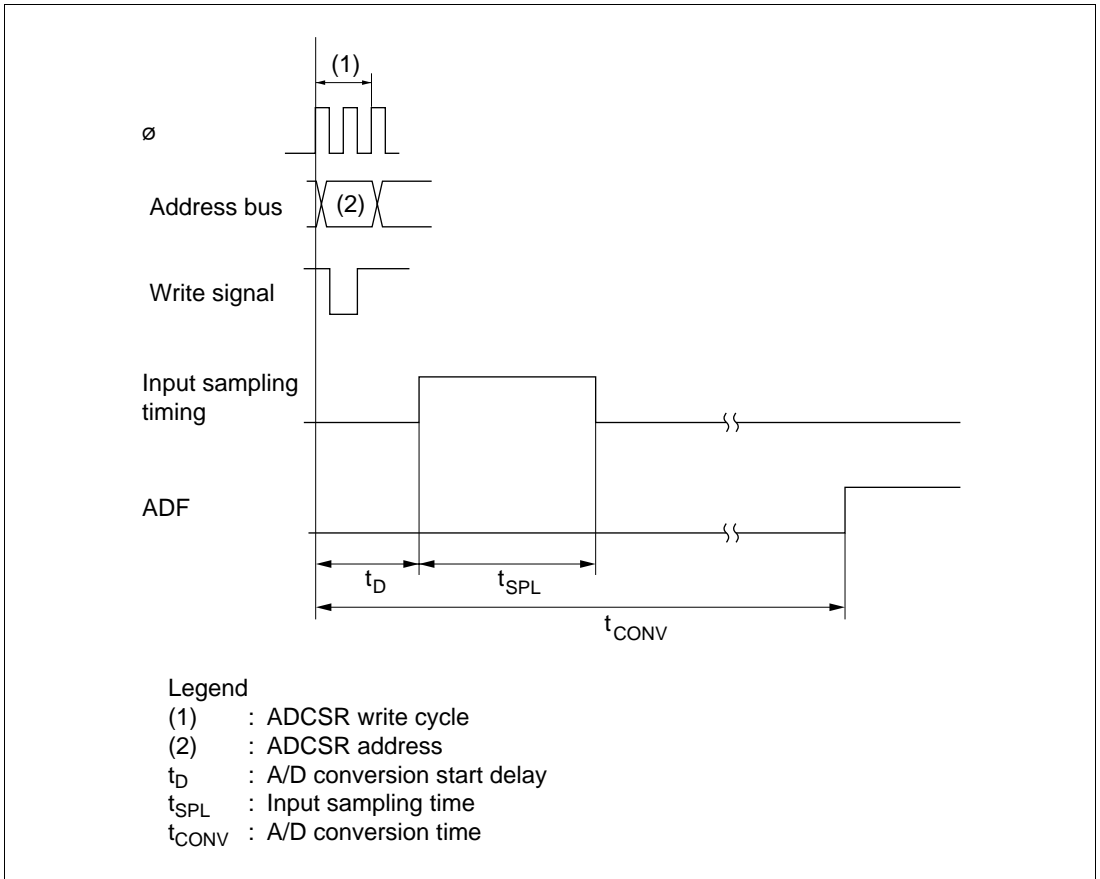 (1)
ø
Address bus
(2)
Write signal
Input sampling
timing
ADF
tD
tSPL
tCONV
Legend
(1) : ADCSR write cycle
(2) : ADCSR address
tD : A/D conversion start delay
tSPL : Input sampling time
tCONV : A/D conversion time